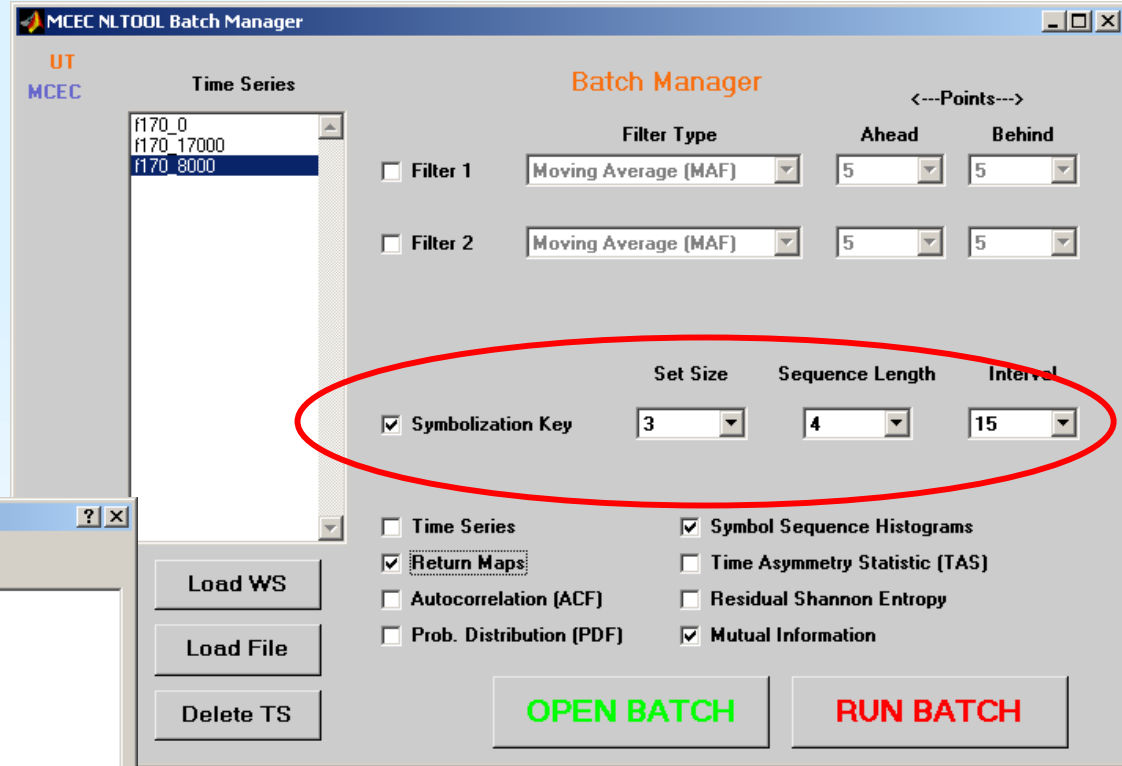 MCEC NLTOOL Batch Manager
UT
MCEC
Time Series
Batch Manager
<---Points--->
Filter Type
Ahead
Behind
f170_0
f170_17000
f170_8000
Filter 1
Moving Average (MAF)
5
5
Filter 2
Moving Average (MAF)
5
5
Set Size
Sequence Length
Interval
Symbolization Key
3
4
15
Time Series
Symbol Sequence Histograms
Return Maps
Time Asymmetry Statistic (TAS)
Autocorrelation (ACF)
Residual Shannon Entropy
Prob. Distribution (PDF)
Mutual Information
Load WS
Load File
Delete TS
OPEN BATCH
RUN BATCH